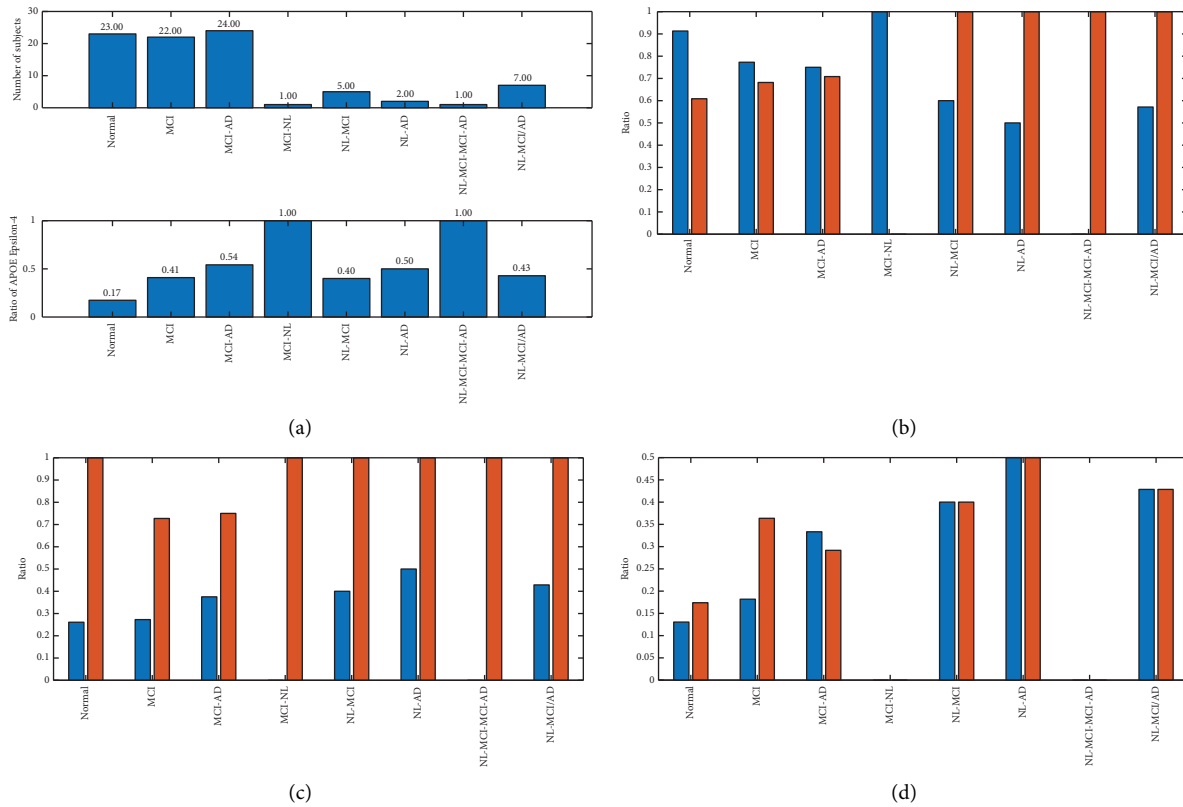 Number of subjects
30
20
10
0
23.00
22.00
24.00
1.00
5.00
2.00
1.00
7.00
Normal
MCI
MCI-AD
MCI-NL
NL-MCI
NL-AD
NL-MCI-MCI-AD
NL-MCI/AD
Ratio of APOE Epsilon-4
1
0.5
0
0.17
0.41
0.54
1.00
0.40
0.50
1.00
0.43
Normal
MCI
MCI-AD
MCI-NL
NL-MCI
NL-AD
NL-MCI-MCI-AD
NL-MCI/AD
(a)
Ratio
1
0.9
0.8
0.7
0.6
0.5
0.4
0.3
0.2
0.1
0
Normal
MCI
MCI-AD
MCI-NL
NL-MCI
NL-AD
NL-MCI-MCI-AD
NL-MCI/AD
(b)
Ratio
1
0.9
0.8
0.7
0.6
0.5
0.4
0.3
0.2
0.1
0
Normal
MCI
MCI-AD
MCI-NL
NL-MCI
NL-AD
NL-MCI-MCI-AD
NL-MCI/AD
(c)
Ratio
0.5
0.45
0.4
0.35
0.3
0.25
0.2
0.15
0.1
0.05
0
Normal
MCI
MCI-AD
MCI-NL
NL-MCI
NL-AD
NL-MCI-MCI-AD
NL-MCI/AD
(d)